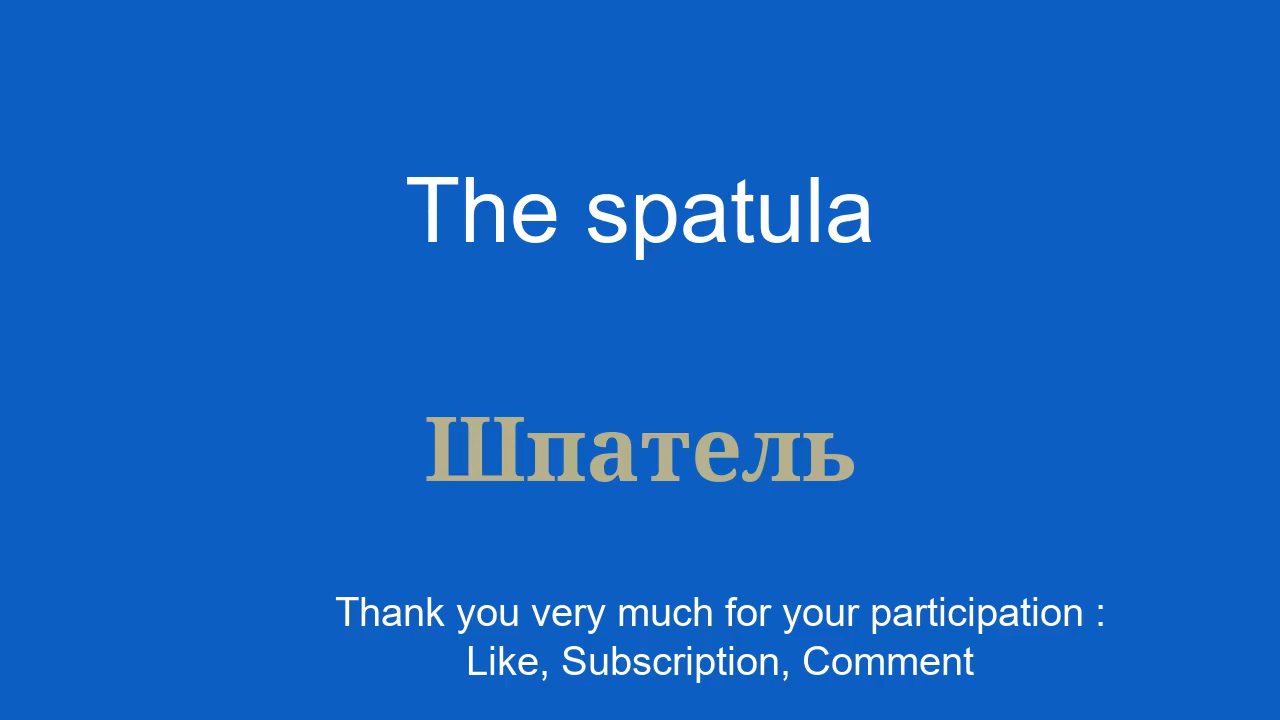 The spatula
Шпатель
Thank you very much for your participation :
Like, Subscription, Comment